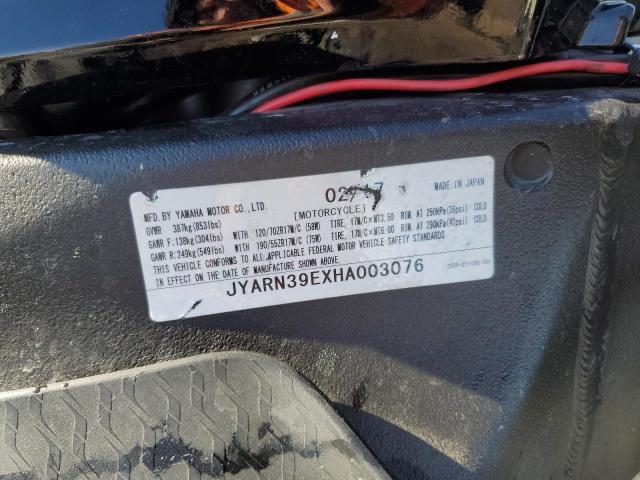 MFD.BY YAMAHA MOTOR CO.,LTD. MADE IN JAPAN
[MOTORCYCLE]
GVWR 387kg(853lbs)
GAWR F:138kg(304lbs)WITH 120/70ZR17M/C (58W) TIRE, 17M/C×MT3.50 RIM, AT 250kPa(36psi) COLD
GAWR R:249kg(549lbs)WITH 190/55ZR17M/C (75W) TIRE, 17M/C×MT6.00 RIM, AT 290kPa(42psi) COLD
THIS VEHICLE CONFORMS TO ALL APPLICABLE FEDERAL MOTOR VEHICLE SAFETY STANDARDS
IN EFFECT ON THE DATE OF MANUFACTURE SHOWN ABOVE.
JYARN39EXHA003076